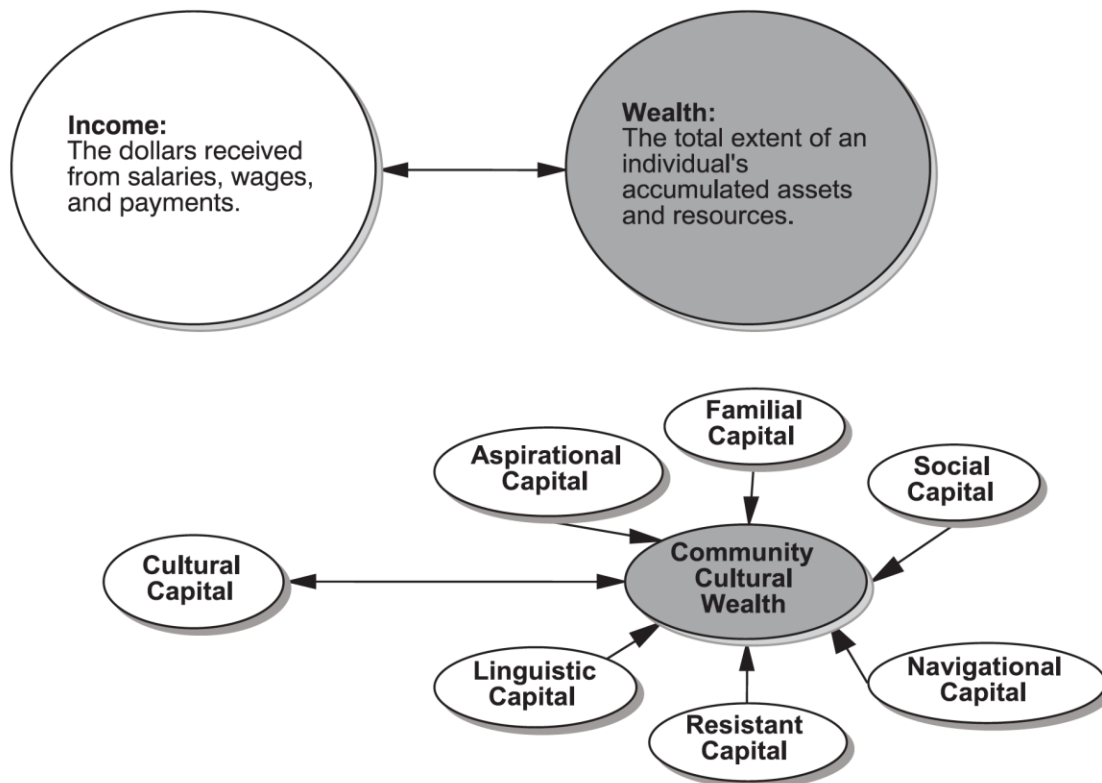 Income:
The dollars received
from salaries, wages,
and payments.
Wealth:
The total extent of an
individual's
accumulated assets
and resources.
Familial
Capital
Aspirational
Capital
Social
Capital
Cultural
Capital
Community
Cultural
Wealth
Linguistic
Capital
Navigational
Capital
Resistant
Capital